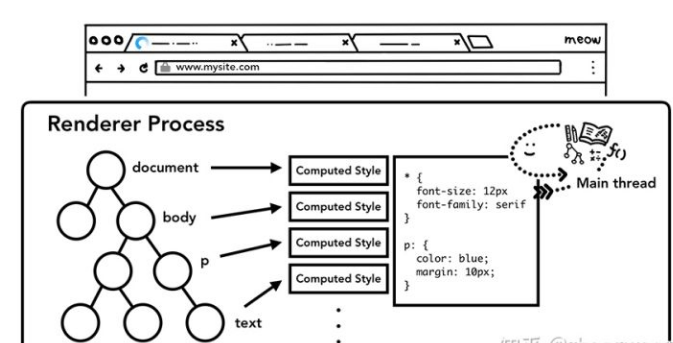 meow
www.mysite.com
Renderer Process
document
Computed Style
body
Computed Style
p
Computed Style
text
Computed Style
* {
font-size: 12px
font-family: serif
}
p: {
color: blue;
margin: 10px;
}
f()
Main thread